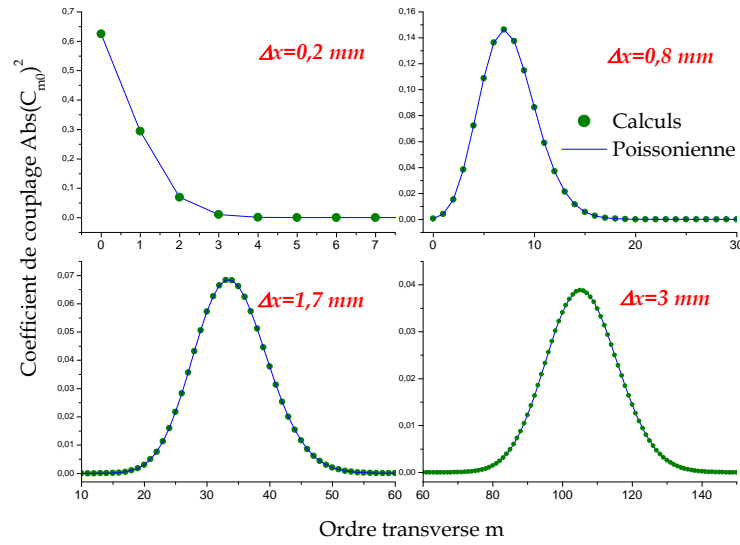 Coefficient de couplage Abs(C_m0)^2
Δx=0,2 mm
0,7
0,6
0,5
0,4
0,3
0,2
0,1
0,0
0 1 2 3 4 5 6 7
Δx=0,8 mm
Calculs
Poissonienne
0,16
0,14
0,12
0,10
0,08
0,06
0,04
0,02
0,00
0 10 20 30
Δx=1,7 mm
0,07
0,06
0,05
0,04
0,03
0,02
0,01
0,00
10 20 30 40 50 60
Δx=3 mm
0,04
0,03
0,02
0,01
0,00
60 80 100 120 140
Ordre transverse m